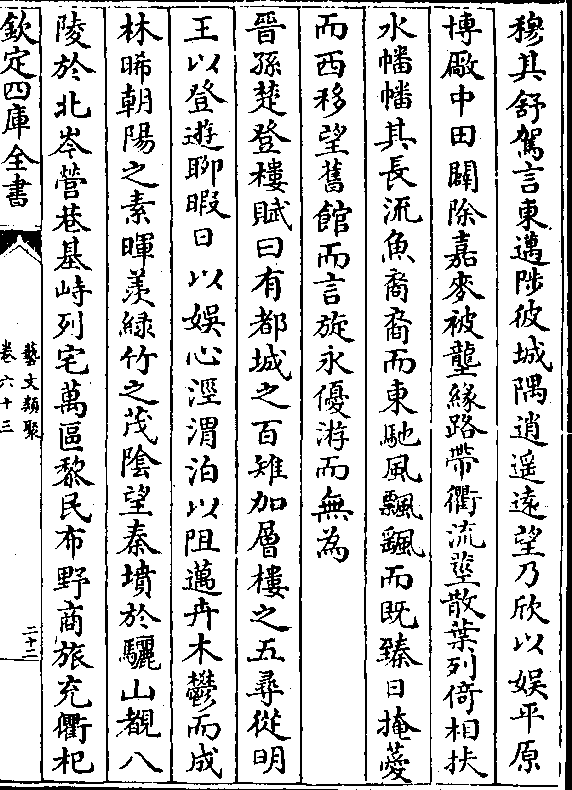 穆其舒駕言東邁陟彼城隅逍遥逺望乃欣以娱平原
博敞中田闢除嘉麥被壟緣路帶衢流莖散葉列倚相扶
水幡幡其長流魚裔裔而東馳風飄飄而既臻日掩薆
而西移望舊館而言旋永優游而無為
晉孫楚登樓賦曰有都城之百雉加層樓之五尋從明
王以登遊聊暇日以娱心涇渭泊以阻邁卉木鬱而成
林晞朝陽之素暉羡緑竹之茂陰望秦墳於驪山覩八
陵於北岑營巷基峙列宅萬區黎民布野商旅充衢杞
欽定四庫全書
藝文類聚
卷六十三
二十二